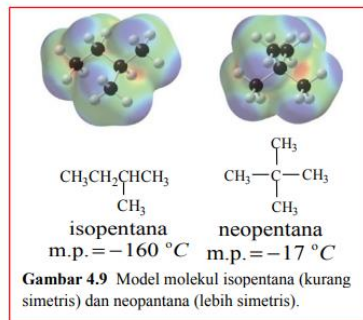 CH₃CH₂CHCH₃
CH₃
isopentana
m.p.=−160 °C
CH₃
CH₃—C—CH₃
CH₃
neopentana
m.p.=−17 °C
Gambar 4.9 Model molekul isopentana (kurang
simetris) dan neopantana (lebih simetris).